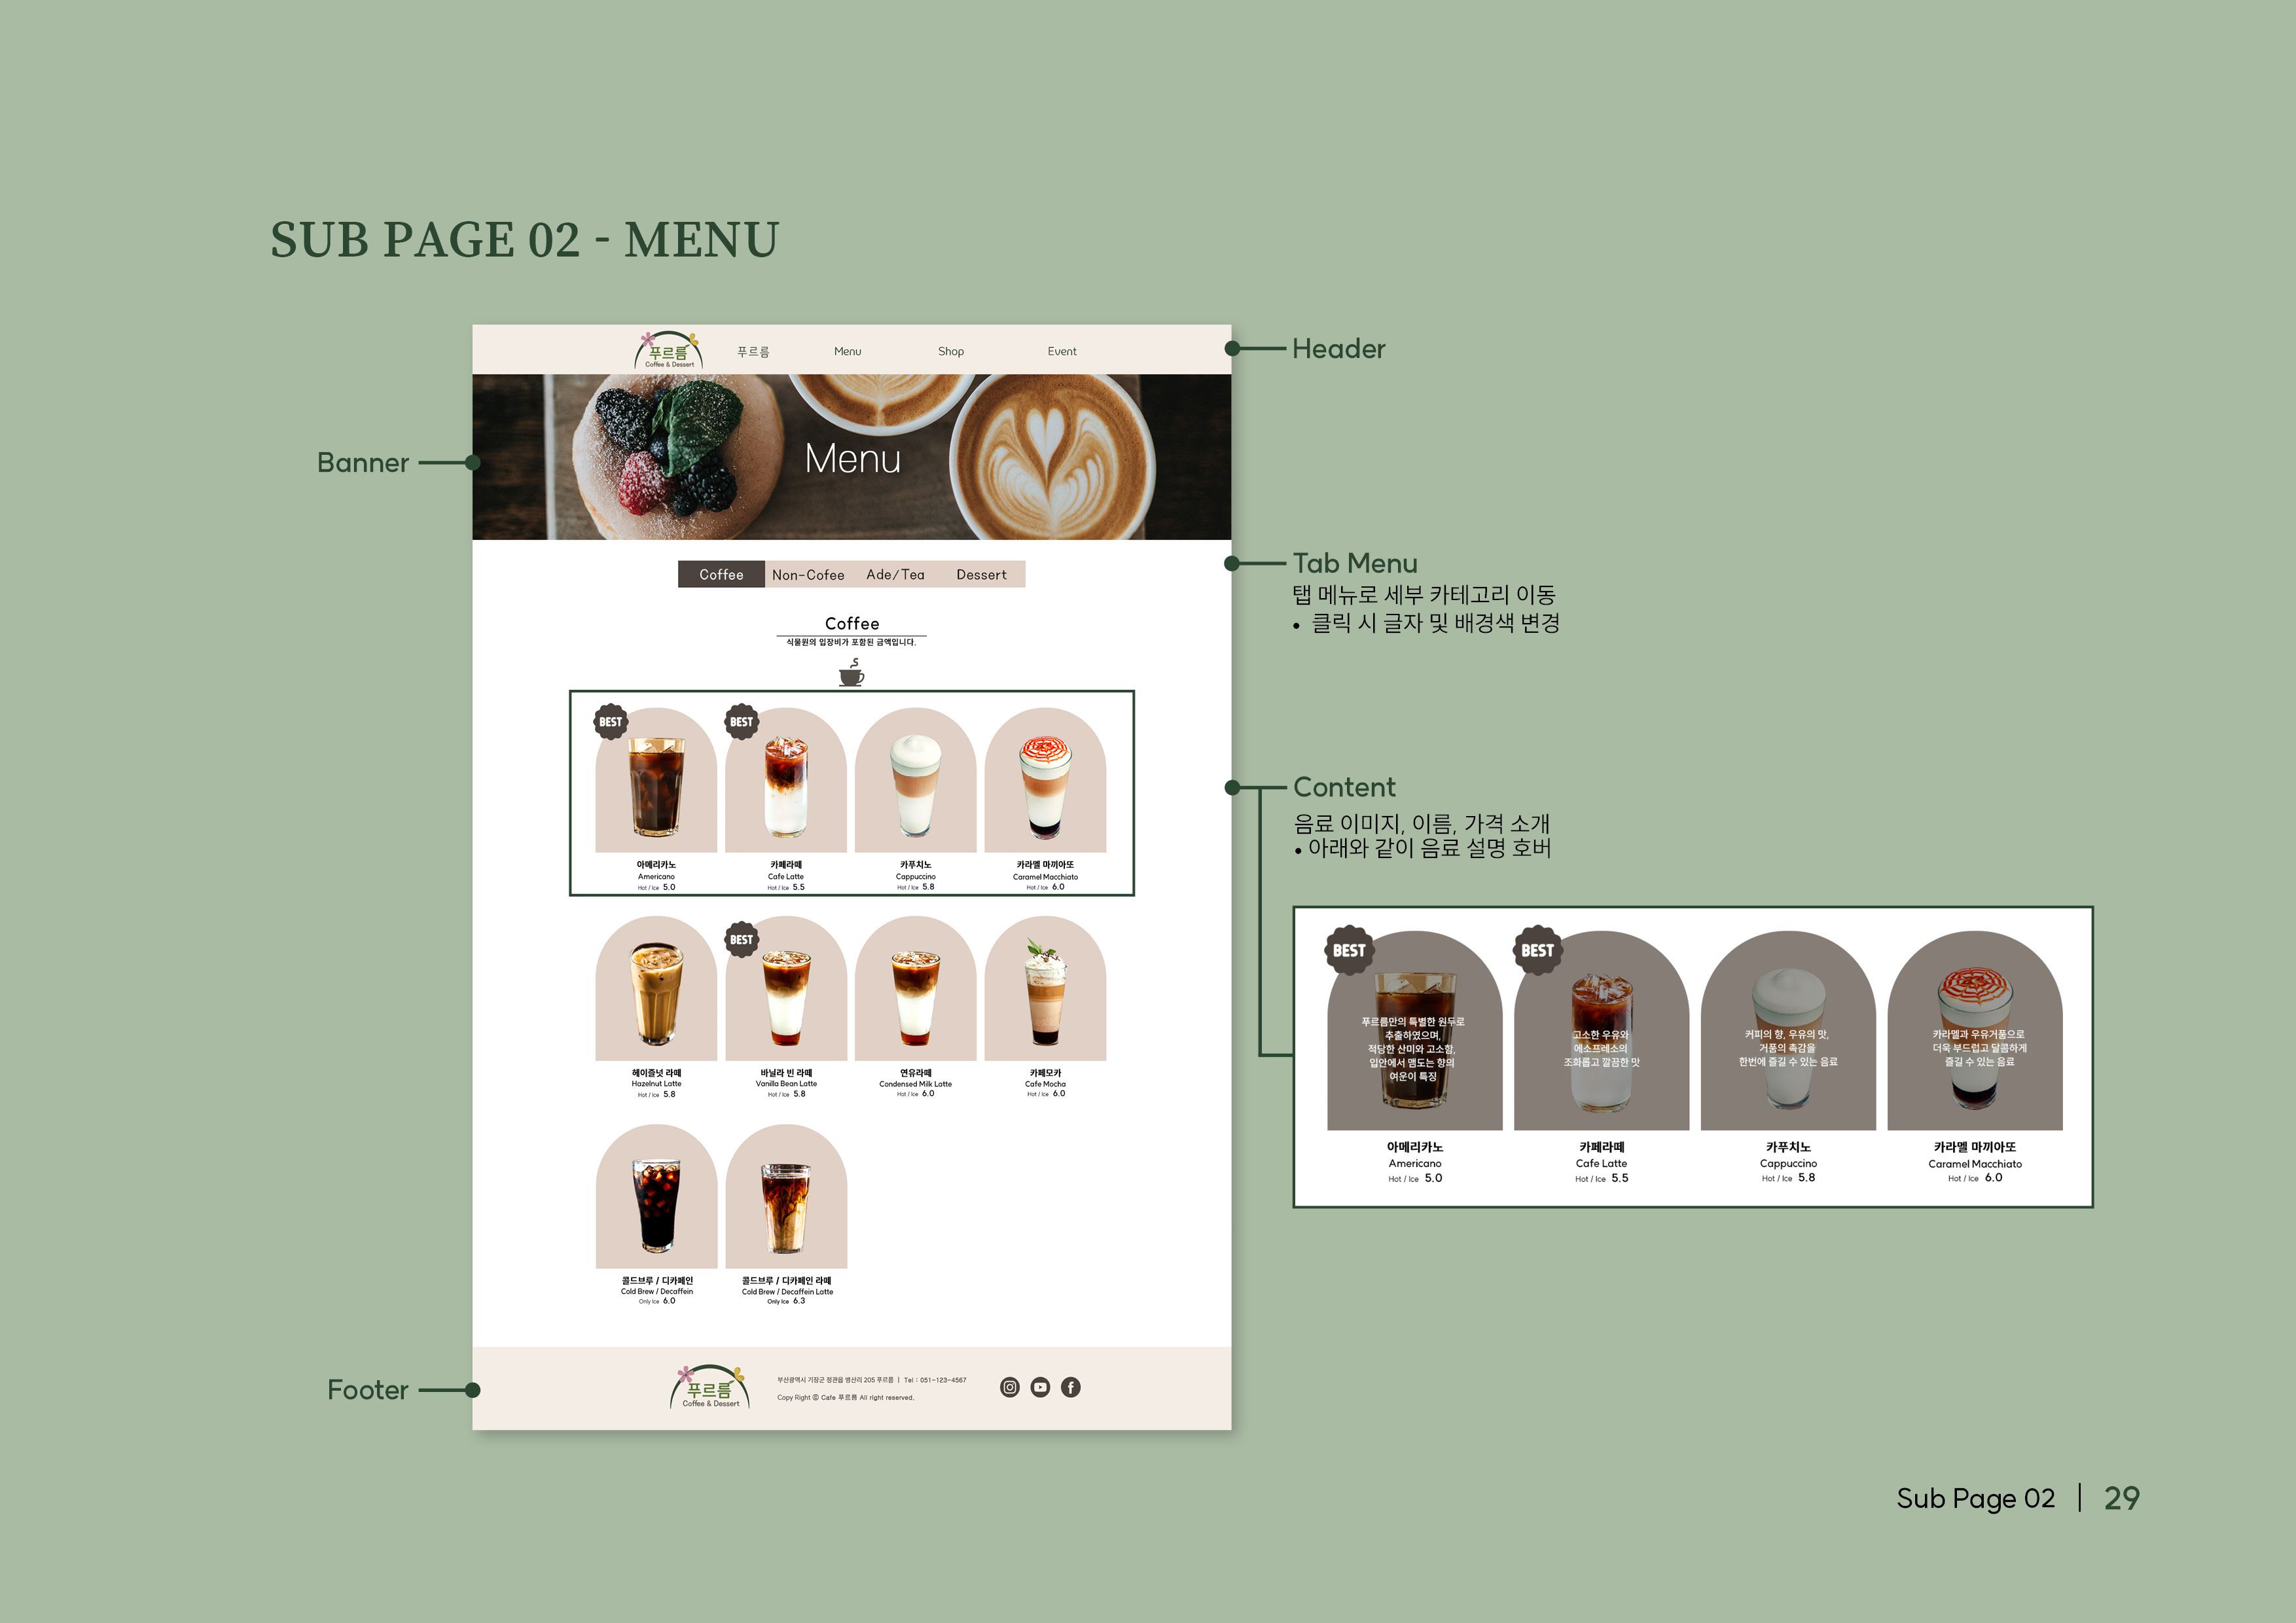 SUB PAGE 02 - MENU
푸르름
Coffee & Dessert
푸르름
Menu
Shop
Event
Header
Banner
Menu
Coffee
Non-Cofee
Ade/Tea
Dessert
Tab Menu
탭 메뉴로 세부 카테고리 이동
• 클릭 시 글자 및 배경색 변경
Coffee
식물원의 입장비가 포함된 금액입니다.
Content
음료 이미지, 이름, 가격 소개
• 아래와 같이 음료 설명 호버
BEST
아메리카노
Americano
Hot / Ice 5.0
BEST
카페라떼
Cafe Latte
Hot / Ice 5.5
카푸치노
Cappuccino
Hot / Ice 5.8
카라멜 마끼아또
Caramel Macchiato
Hot / Ice 6.0
헤이즐넛 라떼
Hazelnut Latte
Hot / Ice 5.8
BEST
바닐라 빈 라떼
Vanilla Bean Latte
Hot / Ice 5.8
연유라떼
Condensed Milk Latte
Hot / Ice 6.0
카페모카
Cafe Mocha
Hot / Ice 6.0
콜드브루 / 디카페인
Cold Brew / Decaffein
Only Ice 6.0
콜드브루 / 디카페인 라떼
Cold Brew / Decaffein Latte
Only Ice 6.3
BEST
푸르름만의 특별한 원두로
추출하였으며,
적당한 산미와 고소함,
입안에서 맴도는 향의
여운이 특징
아메리카노
Americano
Hot / Ice 5.0
BEST
고소한 우유와
에소프레소의
조화롭고 깔끔한 맛
카페라떼
Cafe Latte
Hot / Ice 5.5
커피의 향, 우유의 맛,
거품의 촉감을
한번에 즐길 수 있는 음료
카푸치노
Cappuccino
Hot / Ice 5.8
카라멜과 우유거품으로
더욱 부드럽고 달콤하게
즐길 수 있는 음료
카라멜 마끼아또
Caramel Macchiato
Hot / Ice 6.0
Footer
푸르름
Coffee & Dessert
부산광역시 기장군 정관읍 병산리 205 푸르름 | Tel : 051-123-4567
Copy Right ⓒ Cafe 푸르름 All right reserved.
Sub Page 02 | 29